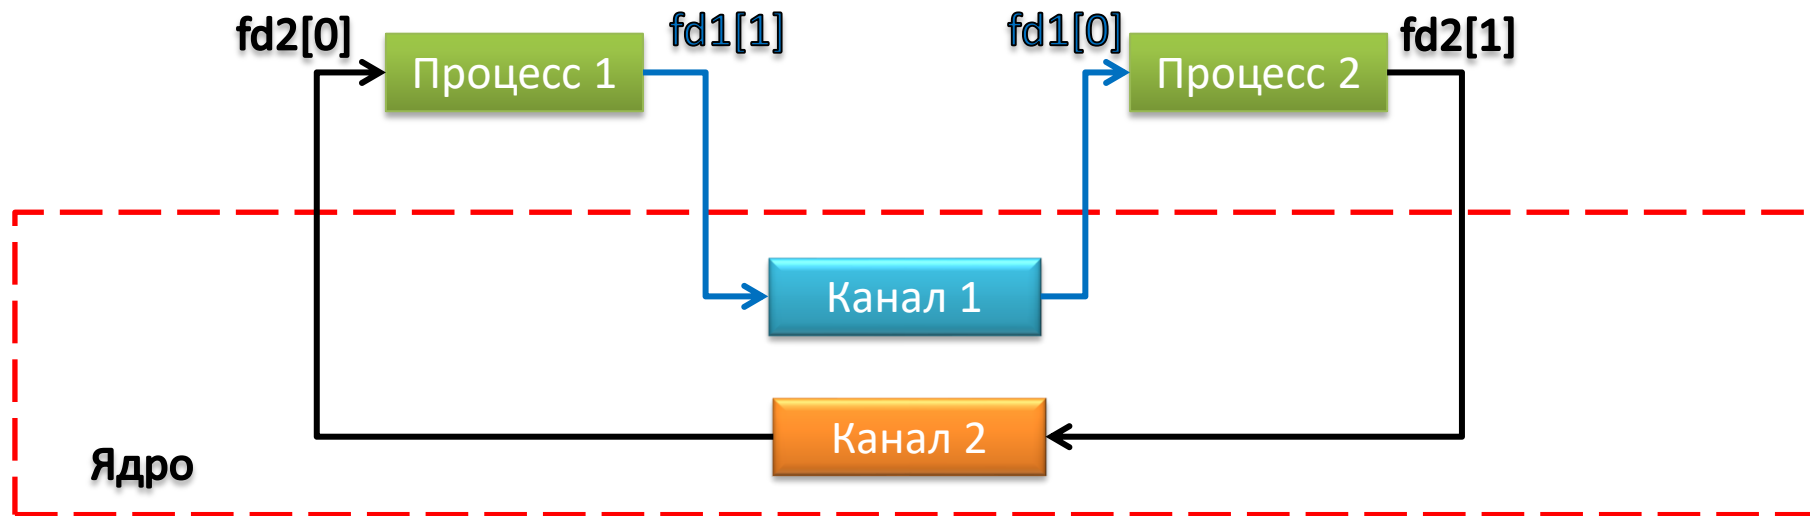 fd2[0]
Процесс 1
fd1[1]
fd1[0]
Процесс 2
fd2[1]
Канал 1
Канал 2
Ядро